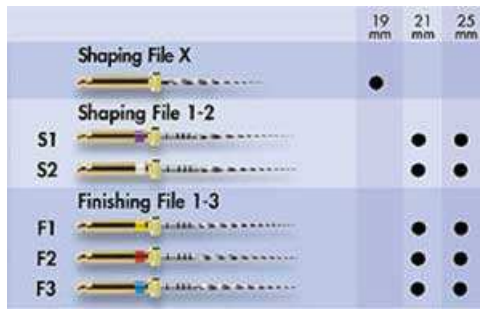 19 21 25
mm mm mm
Shaping File X
Shaping File 1-2
S1
S2
Finishing File 1-3
F1
F2
F3